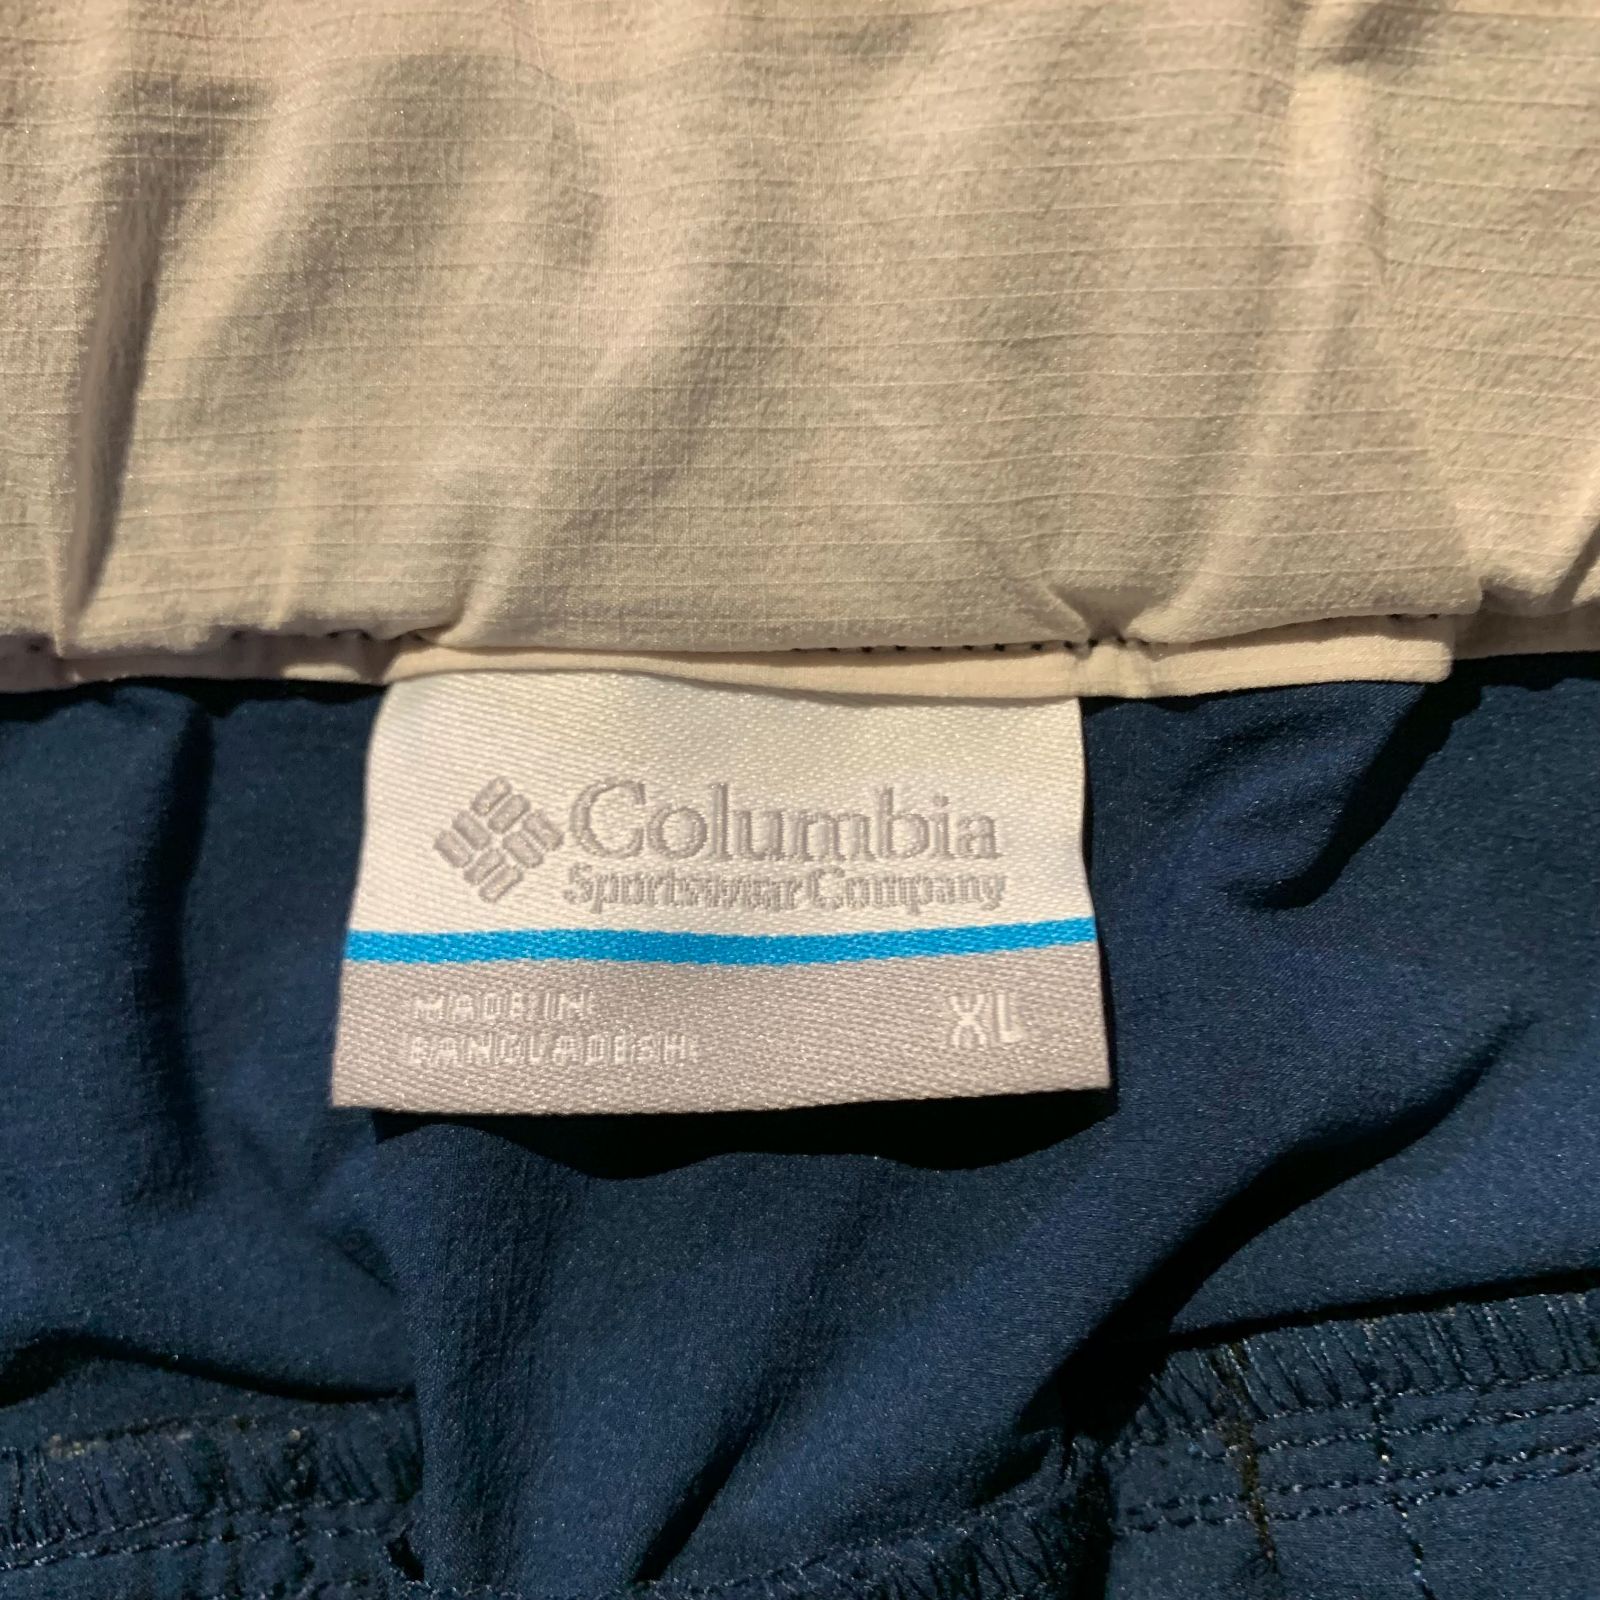 Columbia
Sportswear Company
MADE IN
BANGLADESH
XL